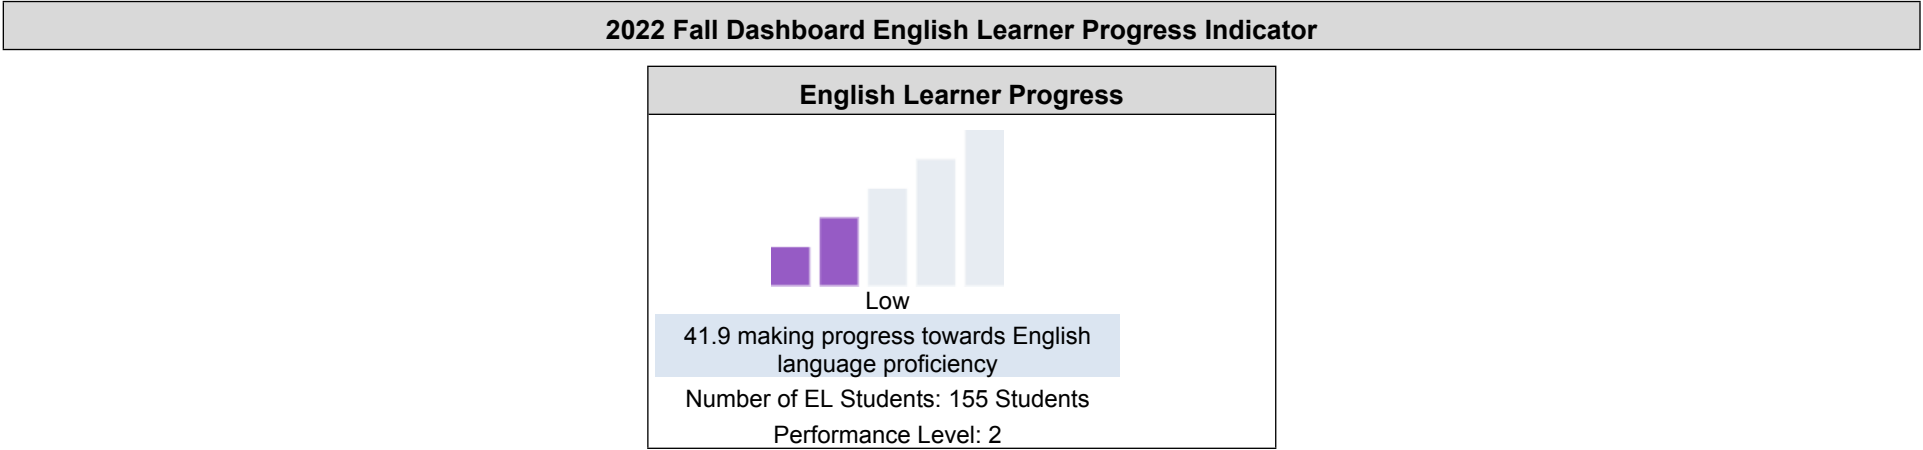 2022 Fall Dashboard English Learner Progress Indicator
English Learner Progress
Low
41.9 making progress towards English
language proficiency
Number of EL Students: 155 Students
Performance Level: 2